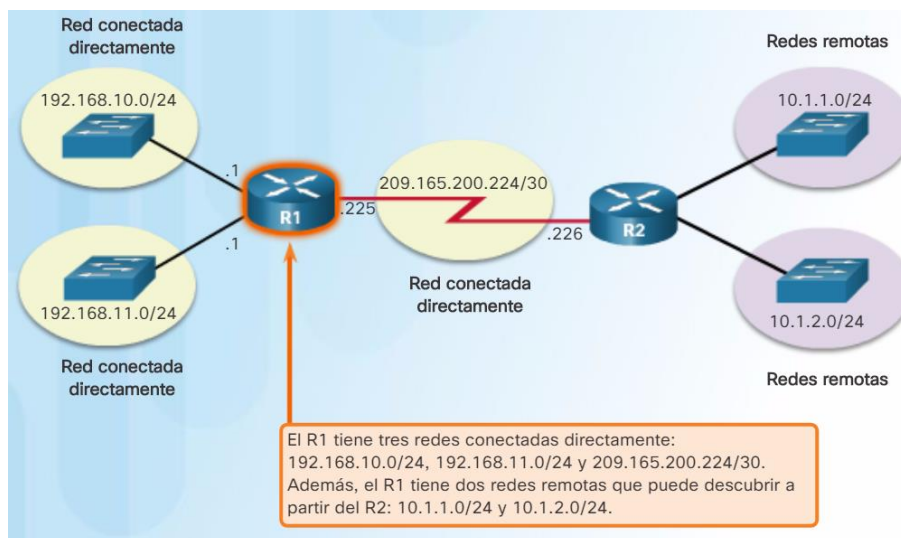 Red conectada
directamente
Redes remotas
192.168.10.0/24
10.1.1.0/24
.1
209.165.200.224/30
R1
.225
.226
R2
.1
Red conectada
directamente
192.168.11.0/24
10.1.2.0/24
Red conectada
directamente
Redes remotas
El R1 tiene tres redes conectadas directamente:
192.168.10.0/24, 192.168.11.0/24 y 209.165.200.224/30.
Además, el R1 tiene dos redes remotas que puede descubrir a
partir del R2: 10.1.1.0/24 y 10.1.2.0/24.